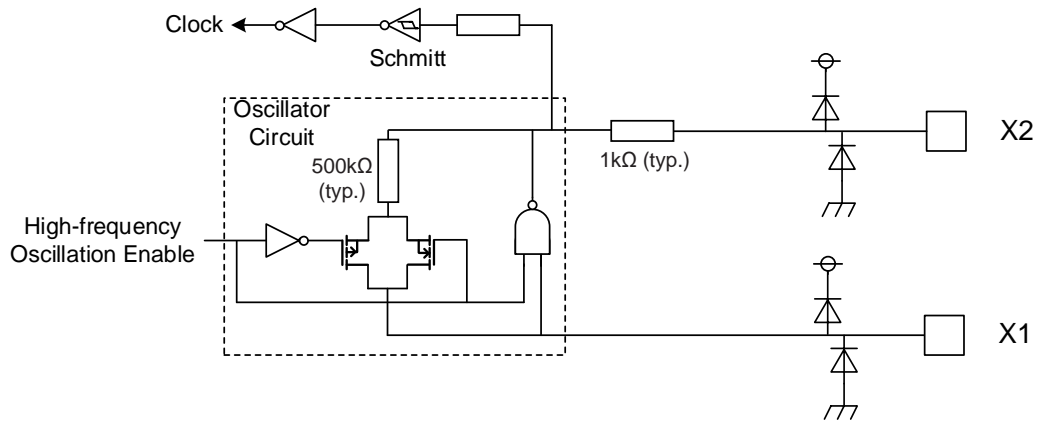 Clock
Schmitt
Oscillator
Circuit
500kΩ
(typ.)
1kΩ (typ.)
X2
High-frequency
Oscillation Enable
X1